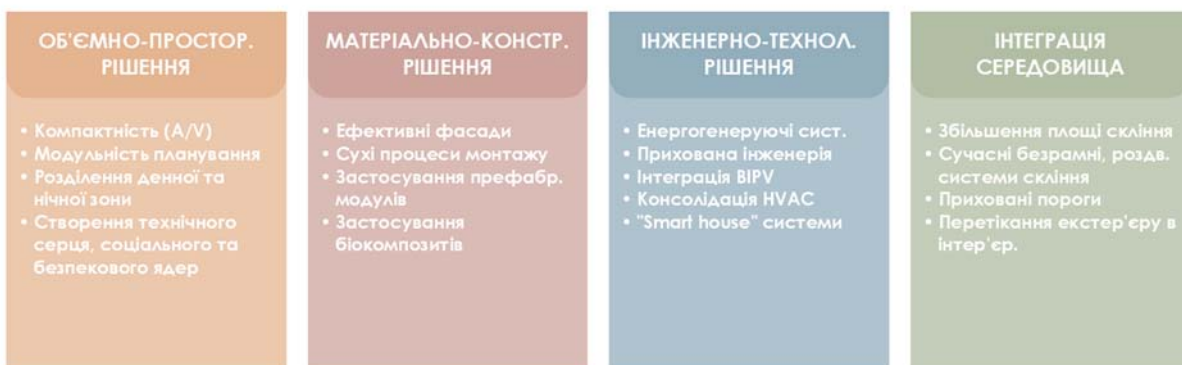 ОБ'ЄМНО-ПРОСТОР.
РІШЕННЯ
• Компактність (A/V)
• Модульність планування
• Розділення денної та
нічної зони
• Створення технічного
серця, соціального та
безпекового ядер
МАТЕРІАЛЬНО-КОНСТР.
РІШЕННЯ
• Ефективні фасади
• Сухі процеси монтажу
• Застосування префабр.
модулів
• Застосування
біокомпозитів
ІНЖЕНЕРНО-ТЕХНОЛ.
РІШЕННЯ
• Енергогенеруючі сист.
• Прихована інженерія
• Інтеграція BIPV
• Консолідація HVAC
• "Smart house" системи
ІНТЕГРАЦІЯ
СЕРЕДОВИЩА
• Збільшення площі скління
• Сучасні безрамні, роздв.
системи скління
• Приховані пороги
• Перетікання екстер'єру в
інтер'єр.